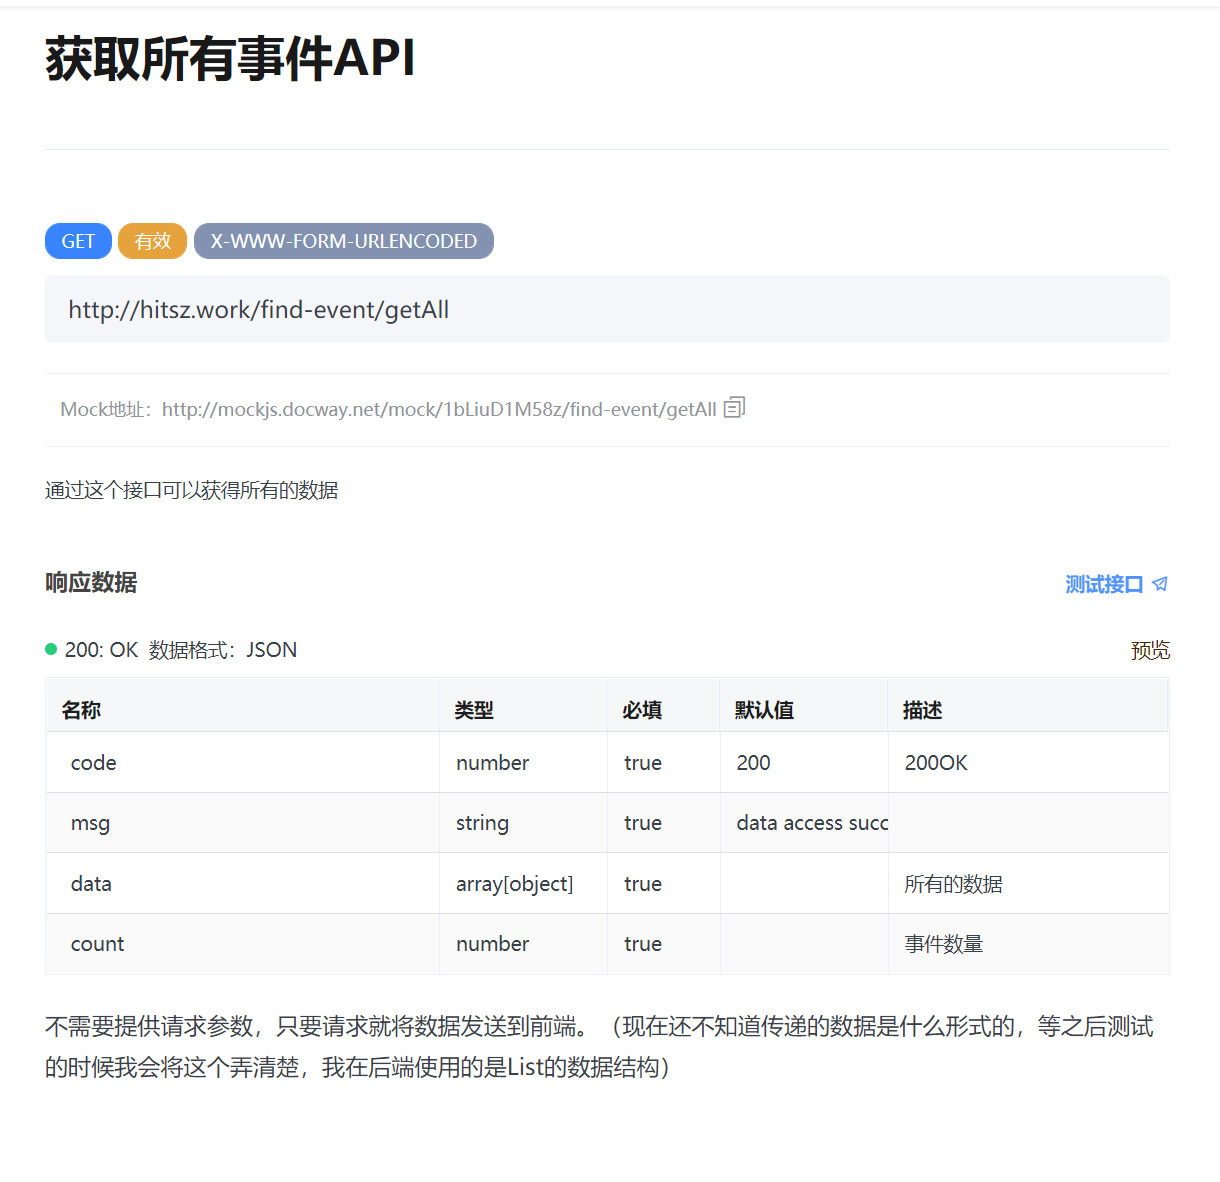 获取所有事件API
GET 有效 X-WWW-FORM-URLENCODED
http://hitsz.work/find-event/getAll
Mock地址：http://mockjs.docway.net/mock/1bLiuD1M58z/find-event/getAll
通过这个接口可以获得所有的数据
响应数据 测试接口
200: OK 数据格式：JSON 预览
名称 类型 必填 默认值 描述
code number true 200 200OK
msg string true data access succ
data array[object] true 所有的数据
count number true 事件数量
不需要提供请求参数，只要请求就将数据发送到前端。（现在还不知道传递的数据是什么形式的，等之后测试
的时候我会将这个弄清楚，我在后端使用的是List的数据结构）